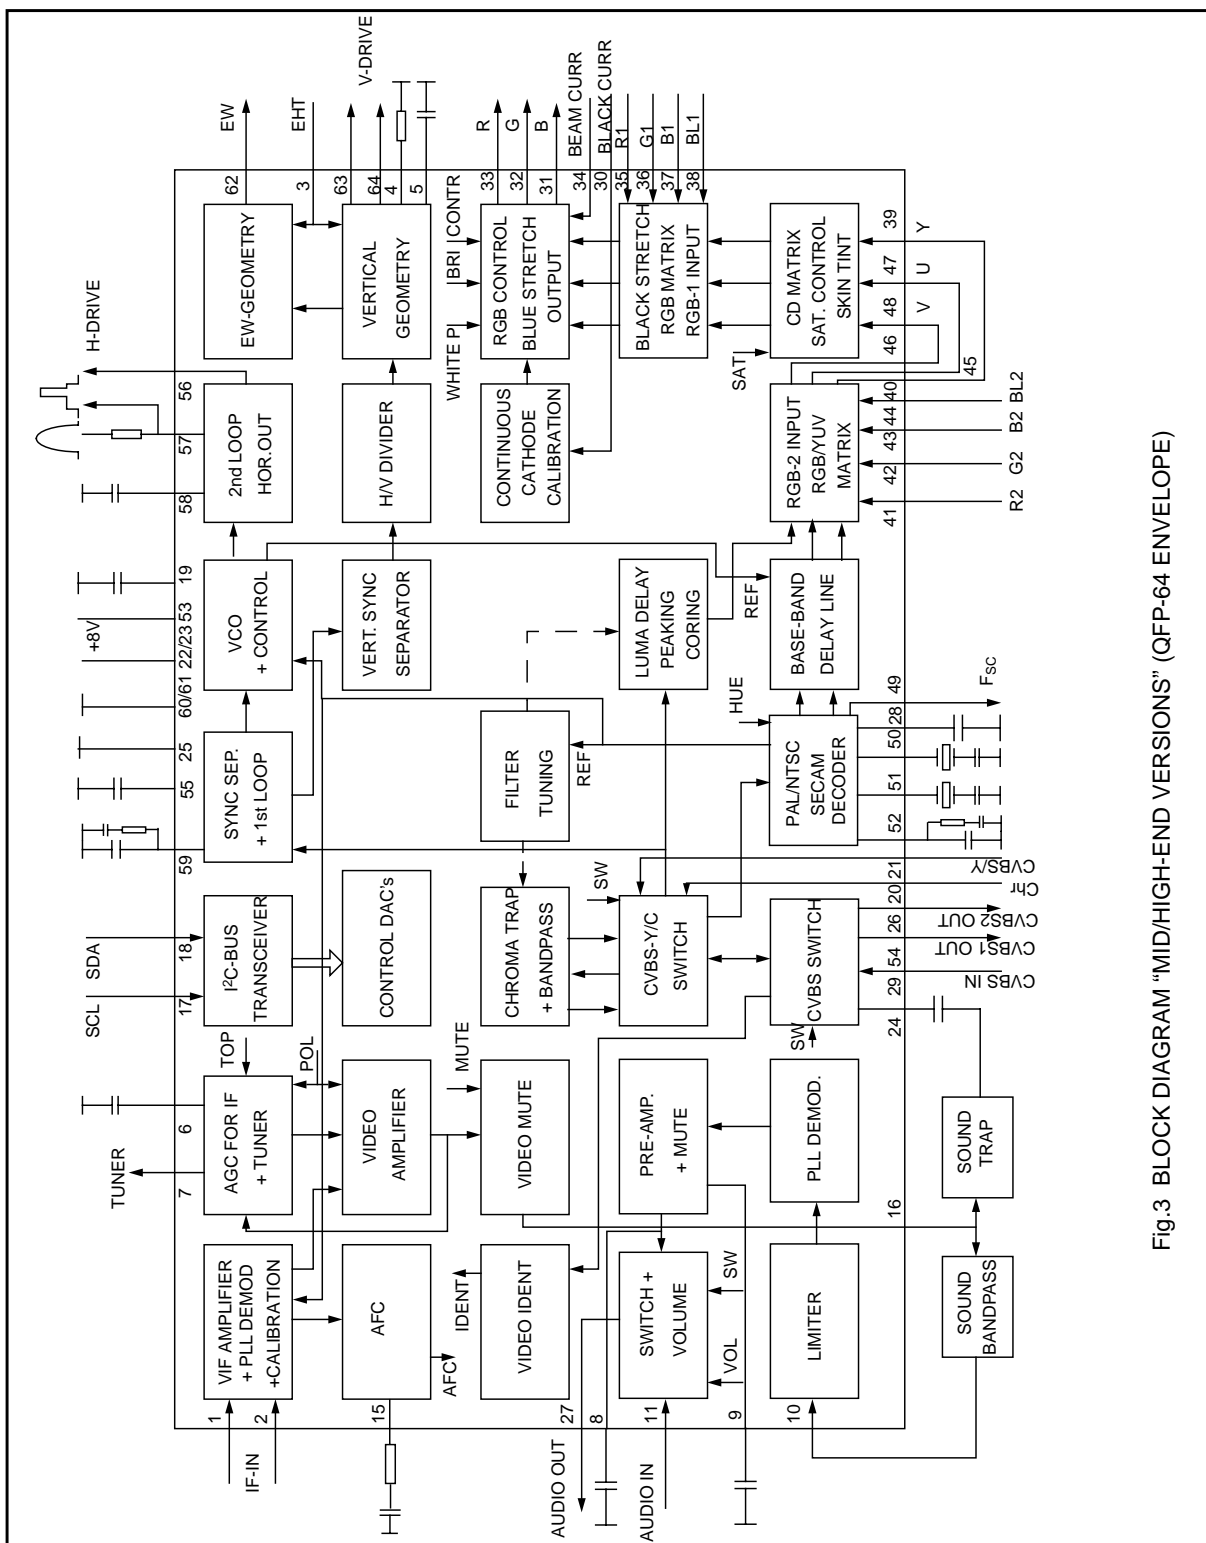 H-DRIVE
V-DRIVE
EW
EHT
62
3
63
64
4
5
EW-GEOMETRY
VERTICAL
GEOMETRY
R
G
B
BEAM CURR
BLACK CURR
R1
G1
B1
BL1
33
32
31
34
30
35
36
37
38
BRI
CONTR
WHITE P
RGB CONTROL
BLUE STRETCH
OUTPUT
BLACK STRETCH
RGB MATRIX
RGB-1 INPUT
CD MATRIX
SAT. CONTROL
SKIN TINT
SAT
39
47
48
46
45
Y
U
V
56
57
58
2nd LOOP
HOR.OUT
H/V DIVIDER
CONTINUOUS
CATHODE
CALIBRATION
RGB-2 INPUT
RGB/YUV
MATRIX
40
44
43
42
41
BL2
B2
G2
R2
+8V
19
53
22/23
60/61
25
55
59
VCO
+ CONTROL
VERT. SYNC
SEPARATOR
LUMA DELAY
PEAKING
CORING
REF
BASE-BAND
DELAY LINE
SYNC SEP.
+ 1st LOOP
FILTER
TUNING
REF
HUE
PAL/NTSC
SECAM
DECODER
49
28
50
51
52
FSC
SDA
SCL
18
17
I²C-BUS
TRANSCEIVER
CONTROL DAC's
CHROMA TRAP
+ BANDPASS
SW
CVBS-Y/C
SWITCH
CVBS SWITCH
SW
21
20
26
54
29
24
CVBS/Y
Chr
CVBS2 OUT
CVBS1 OUT
CVBS IN
TUNER
6
7
TOP
POL
AGC FOR IF
+ TUNER
VIDEO
AMPLIFIER
MUTE
VIDEO MUTE
PRE-AMP.
+ MUTE
PLL DEMOD.
SOUND
TRAP
16
IF-IN
1
2
15
VIF AMPLIFIER
+ PLL DEMOD
+CALIBRATION
AFC
AFC
IDENT
VIDEO IDENT
SWITCH +
VOLUME
SW
VOL
LIMITER
SOUND
BANDPASS
27
8
11
9
10
AUDIO OUT
AUDIO IN
Fig.3 BLOCK DIAGRAM “MID/HIGH-END VERSIONS” (QFP-64 ENVELOPE)